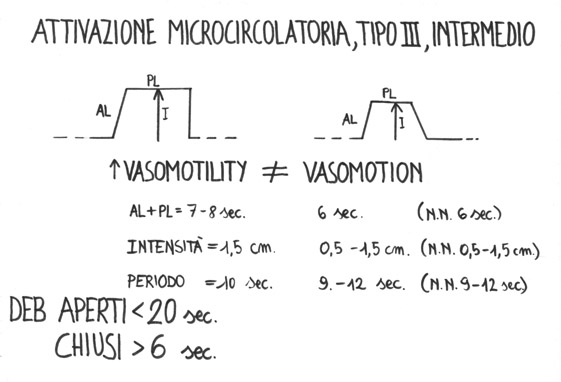 ATTIVAZIONE MICROCIRCOLATORIA, TIPO III, INTERMEDIO
PL
AL
I
PL
AL
I
↑ VASOMOTILITY ≠ VASOMOTION
AL+PL = 7-8 sec. 6 sec. (N.N. 6 sec.)
INTENSITÀ = 1,5 cm. 0,5 -1,5 cm. (N.N. 0,5-1,5 cm.)
PERIODO = 10 sec. 9.-12 sec. (N.N. 9-12 sec)
DEB APERTI < 20 sec.
CHIUSI > 6 sec.